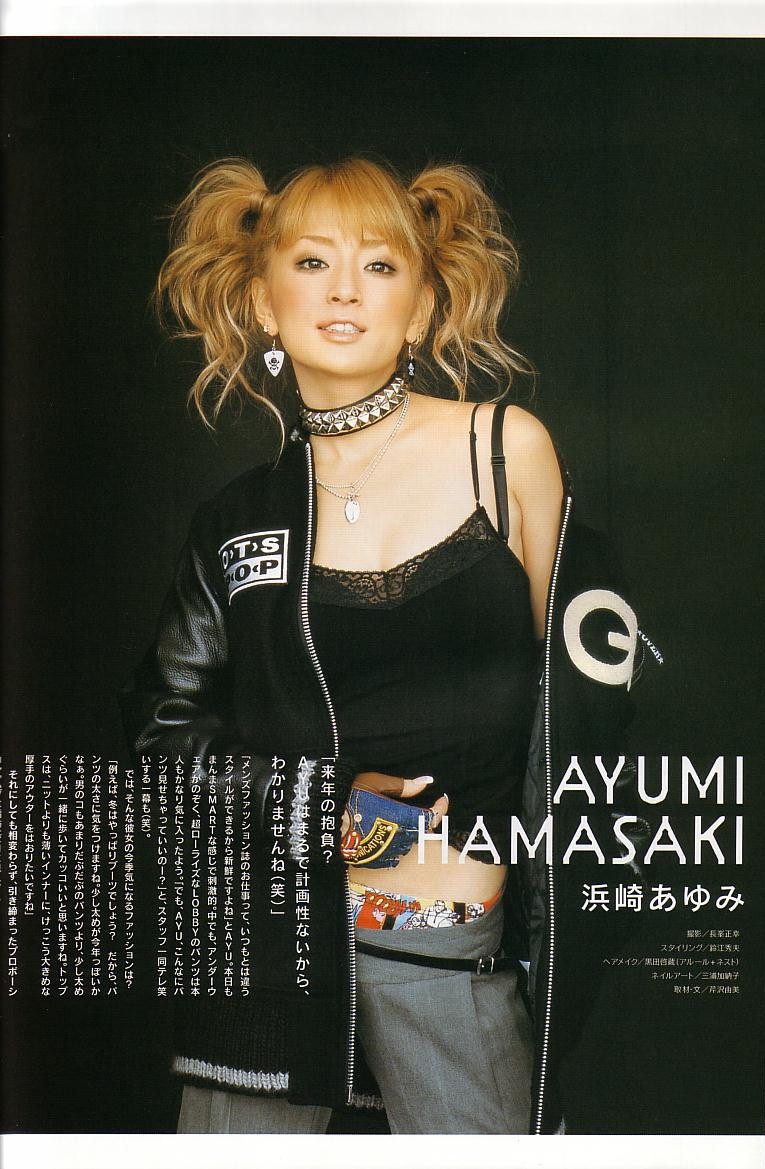 AYUMI
HAMASAKI
浜崎あゆみ
撮影／長峯正幸
スタイリング／鈴江秀夫
ヘアメイク／黒田啓蔵(アルール+ネスト)
ネイルアート／三浦加納子
取材・文／芹沢由美
「来年の抱負?
AYUはまるで計画性ないから、
わかりませんね(笑)」
「メンズファッション誌のお仕事って、いつもとは違う
スタイルができるから新鮮ですよね」とAYU。本日も
まんまSMARTな感じで刺激的。中でも、アンダーウ
エアがのぞく、超ローライズなLOBBYのパンツは本
人もかなり気に入ったよう。「でも、AYU、こんなにパ
ンツ見せちゃっていいのー?」と、スタッフ一同テレ笑
いする一幕も(笑)。
では、そんな彼女の今季気になるファッションは?
「例えば、冬はやっぱりブーツでしょう? だから、パ
ンツの太さに気をつけますね。少し太めが今年っぽいか
なぁ。男のコもあまりだぶだぶのパンツより、少し太め
ぐらいが一緒に歩いてカッコいいと思いますね。トップ
スは、ニットよりも薄いインナーに、けっこう大きめな
厚手のアウターをはおりたいですね」
それにしても相変わらず、引き締まったプロポーシ
O›T›S
‹O‹P